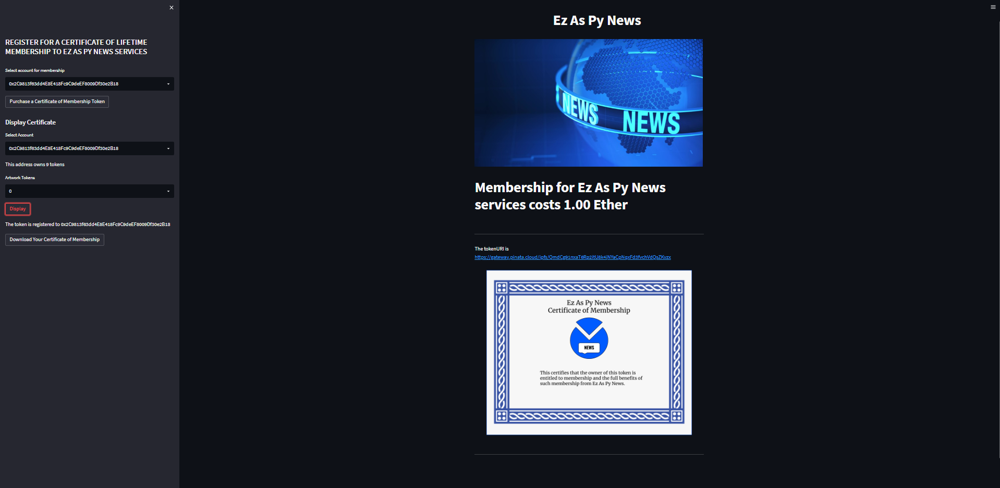 REGISTER FOR A CERTIFICATE OF LIFETIME
MEMBERSHIP TO EZ AS PY NEWS SERVICES
Select account for membership
0x2C9813f63dd4E8E418Fc9C9deEF8009Df30e2B18
Purchase a Certificate of Membership Token
Display Certificate
Select Account
0x2C9813f63dd4E8E418Fc9C9deEF8009Df30e2B18
This address owns 9 tokens
Artwork Tokens
0
Display
The token is registered to 0x2C9813f63dd4E8E418Fc9C9deEF8009Df30e2B18
Download Your Certificate of Membership
Ez As Py News
NEWS NEWS
Membership for Ez As Py News
services costs 1.00 Ether
The tokenURI is
https://gateway.pinata.cloud/ipfs/QmdCg91nxaT6Rp2itU8k4jNYaCpNqxFd3fvchVdQsZKvzx
Ez As Py News
Certificate of Membership
NEWS
This certifies that the owner of this token is
entitled to membership and the full benefits of
such membership from Ez As Py News.